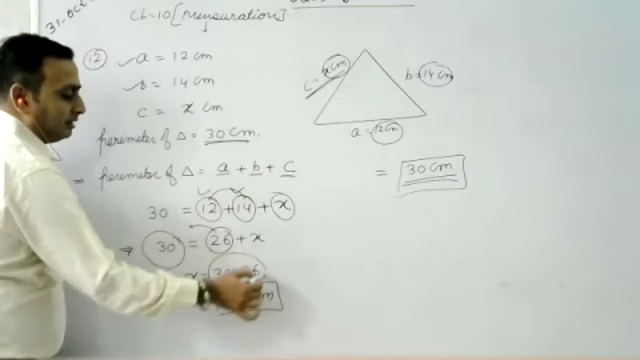 31-Oct
Ch-10 [Mensuration]
(12) a = 12 cm
b = 14 cm
c = x cm
perimeter of Δ = 30 cm.
⇒ perimeter of Δ = a + b + c
30 = 12 + 14 + x
⇒ 30 = 26 + x
c = x cm
b = 14 cm
a = 12 cm
= 30 cm